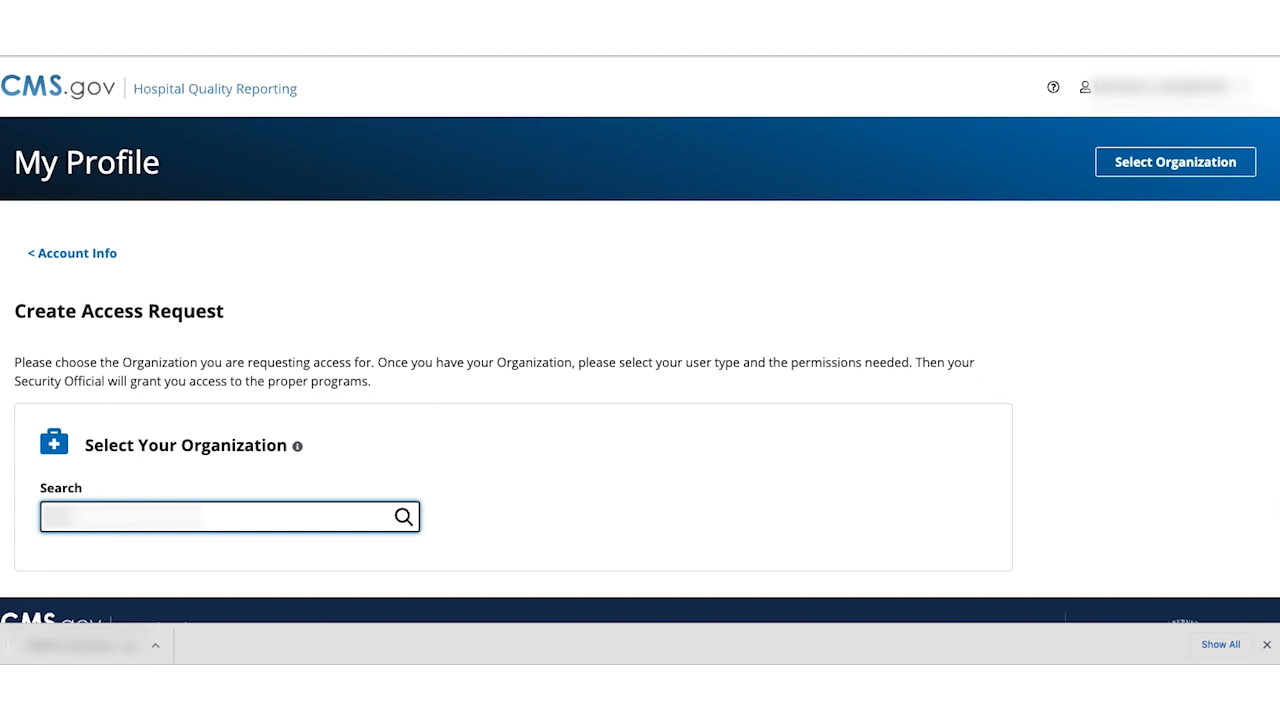 CMS.gov | Hospital Quality Reporting
My Profile
Select Organization
< Account Info
Create Access Request
Please choose the Organization you are requesting access for. Once you have your Organization, please select your user type and the permissions needed. Then your
Security Official will grant you access to the proper programs.
Select Your Organization
Search
CMS.gov
Show All